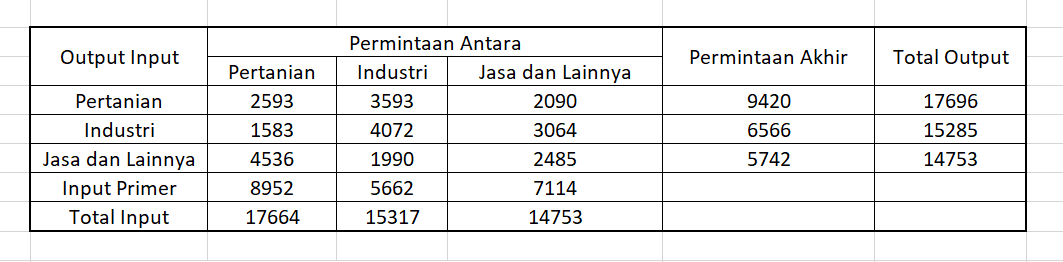 Output Input Permintaan Antara Permintaan Akhir Total Output
Pertanian Industri Jasa dan Lainnya
Pertanian 2593 3593 2090 9420 17696
Industri 1583 4072 3064 6566 15285
Jasa dan Lainnya 4536 1990 2485 5742 14753
Input Primer 8952 5662 7114
Total Input 17664 15317 14753